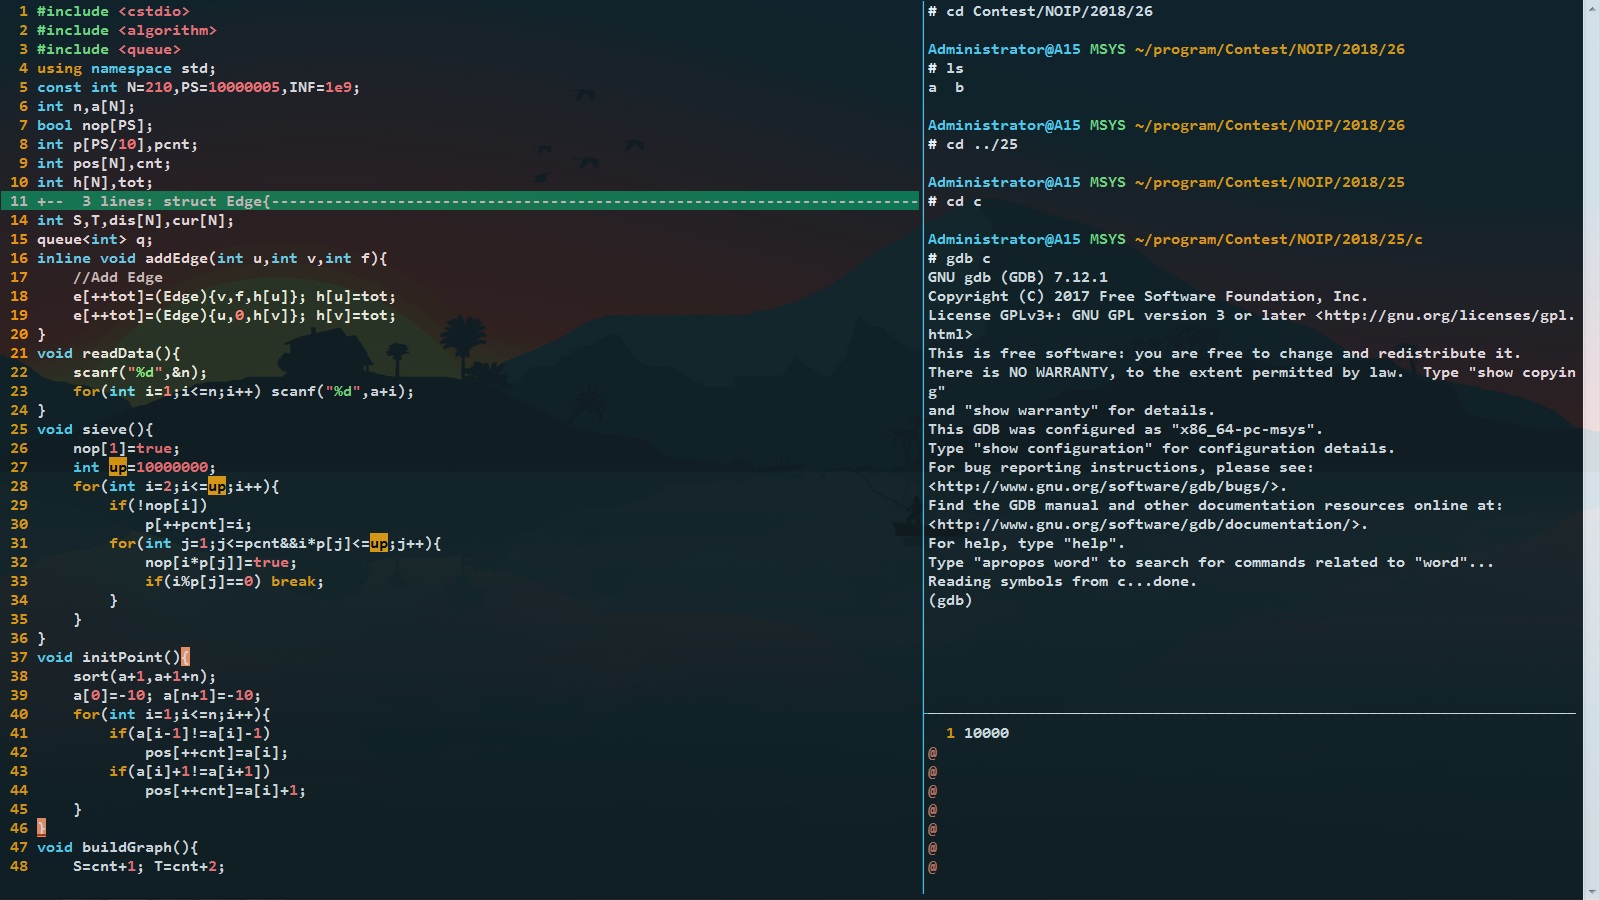 1 #include <cstdio>
2 #include <algorithm>
3 #include <queue>
4 using namespace std;
5 const int N=210,PS=10000005,INF=1e9;
6 int n,a[N];
7 bool nop[PS];
8 int p[PS/10],pcnt;
9 int pos[N],cnt;
10 int h[N],tot;
11 +--  3 lines: struct Edge{------------------------------------------------------------------------
14 int S,T,dis[N],cur[N];
15 queue<int> q;
16 inline void addEdge(int u,int v,int f){
17     //Add Edge
18     e[++tot]=(Edge){v,f,h[u]}; h[u]=tot;
19     e[++tot]=(Edge){u,0,h[v]}; h[v]=tot;
20 }
21 void readData(){
22     scanf("%d",&n);
23     for(int i=1;i<=n;i++) scanf("%d",a+i);
24 }
25 void sieve(){
26     nop[1]=true;
27     int up=10000000;
28     for(int i=2;i<=up;i++){
29         if(!nop[i])
30             p[++pcnt]=i;
31         for(int j=1;j<=pcnt&&i*p[j]<=up;j++){
32             nop[i*p[j]]=true;
33             if(i%p[j]==0) break;
34         }
35     }
36 }
37 void initPoint(){
38     sort(a+1,a+1+n);
39     a[0]=-10; a[n+1]=-10;
40     for(int i=1;i<=n;i++){
41         if(a[i-1]!=a[i]-1)
42             pos[++cnt]=a[i];
43         if(a[i]+1!=a[i+1])
44             pos[++cnt]=a[i]+1;
45     }
46 }
47 void buildGraph(){
48     S=cnt+1; T=cnt+2;
# cd Contest/NOIP/2018/26
Administrator@A15 MSYS ~/program/Contest/NOIP/2018/26
# ls
a  b
Administrator@A15 MSYS ~/program/Contest/NOIP/2018/26
# cd ../25
Administrator@A15 MSYS ~/program/Contest/NOIP/2018/25
# cd c
Administrator@A15 MSYS ~/program/Contest/NOIP/2018/25/c
# gdb c
GNU gdb (GDB) 7.12.1
Copyright (C) 2017 Free Software Foundation, Inc.
License GPLv3+: GNU GPL version 3 or later <http://gnu.org/licenses/gpl.
html>
This is free software: you are free to change and redistribute it.
There is NO WARRANTY, to the extent permitted by law.  Type "show copyin
g"
and "show warranty" for details.
This GDB was configured as "x86_64-pc-msys".
Type "show configuration" for configuration details.
For bug reporting instructions, please see:
<http://www.gnu.org/software/gdb/bugs/>.
Find the GDB manual and other documentation resources online at:
<http://www.gnu.org/software/gdb/documentation/>.
For help, type "help".
Type "apropos word" to search for commands related to "word"...
Reading symbols from c...done.
(gdb)
1 10000
@
@
@
@
@
@
@